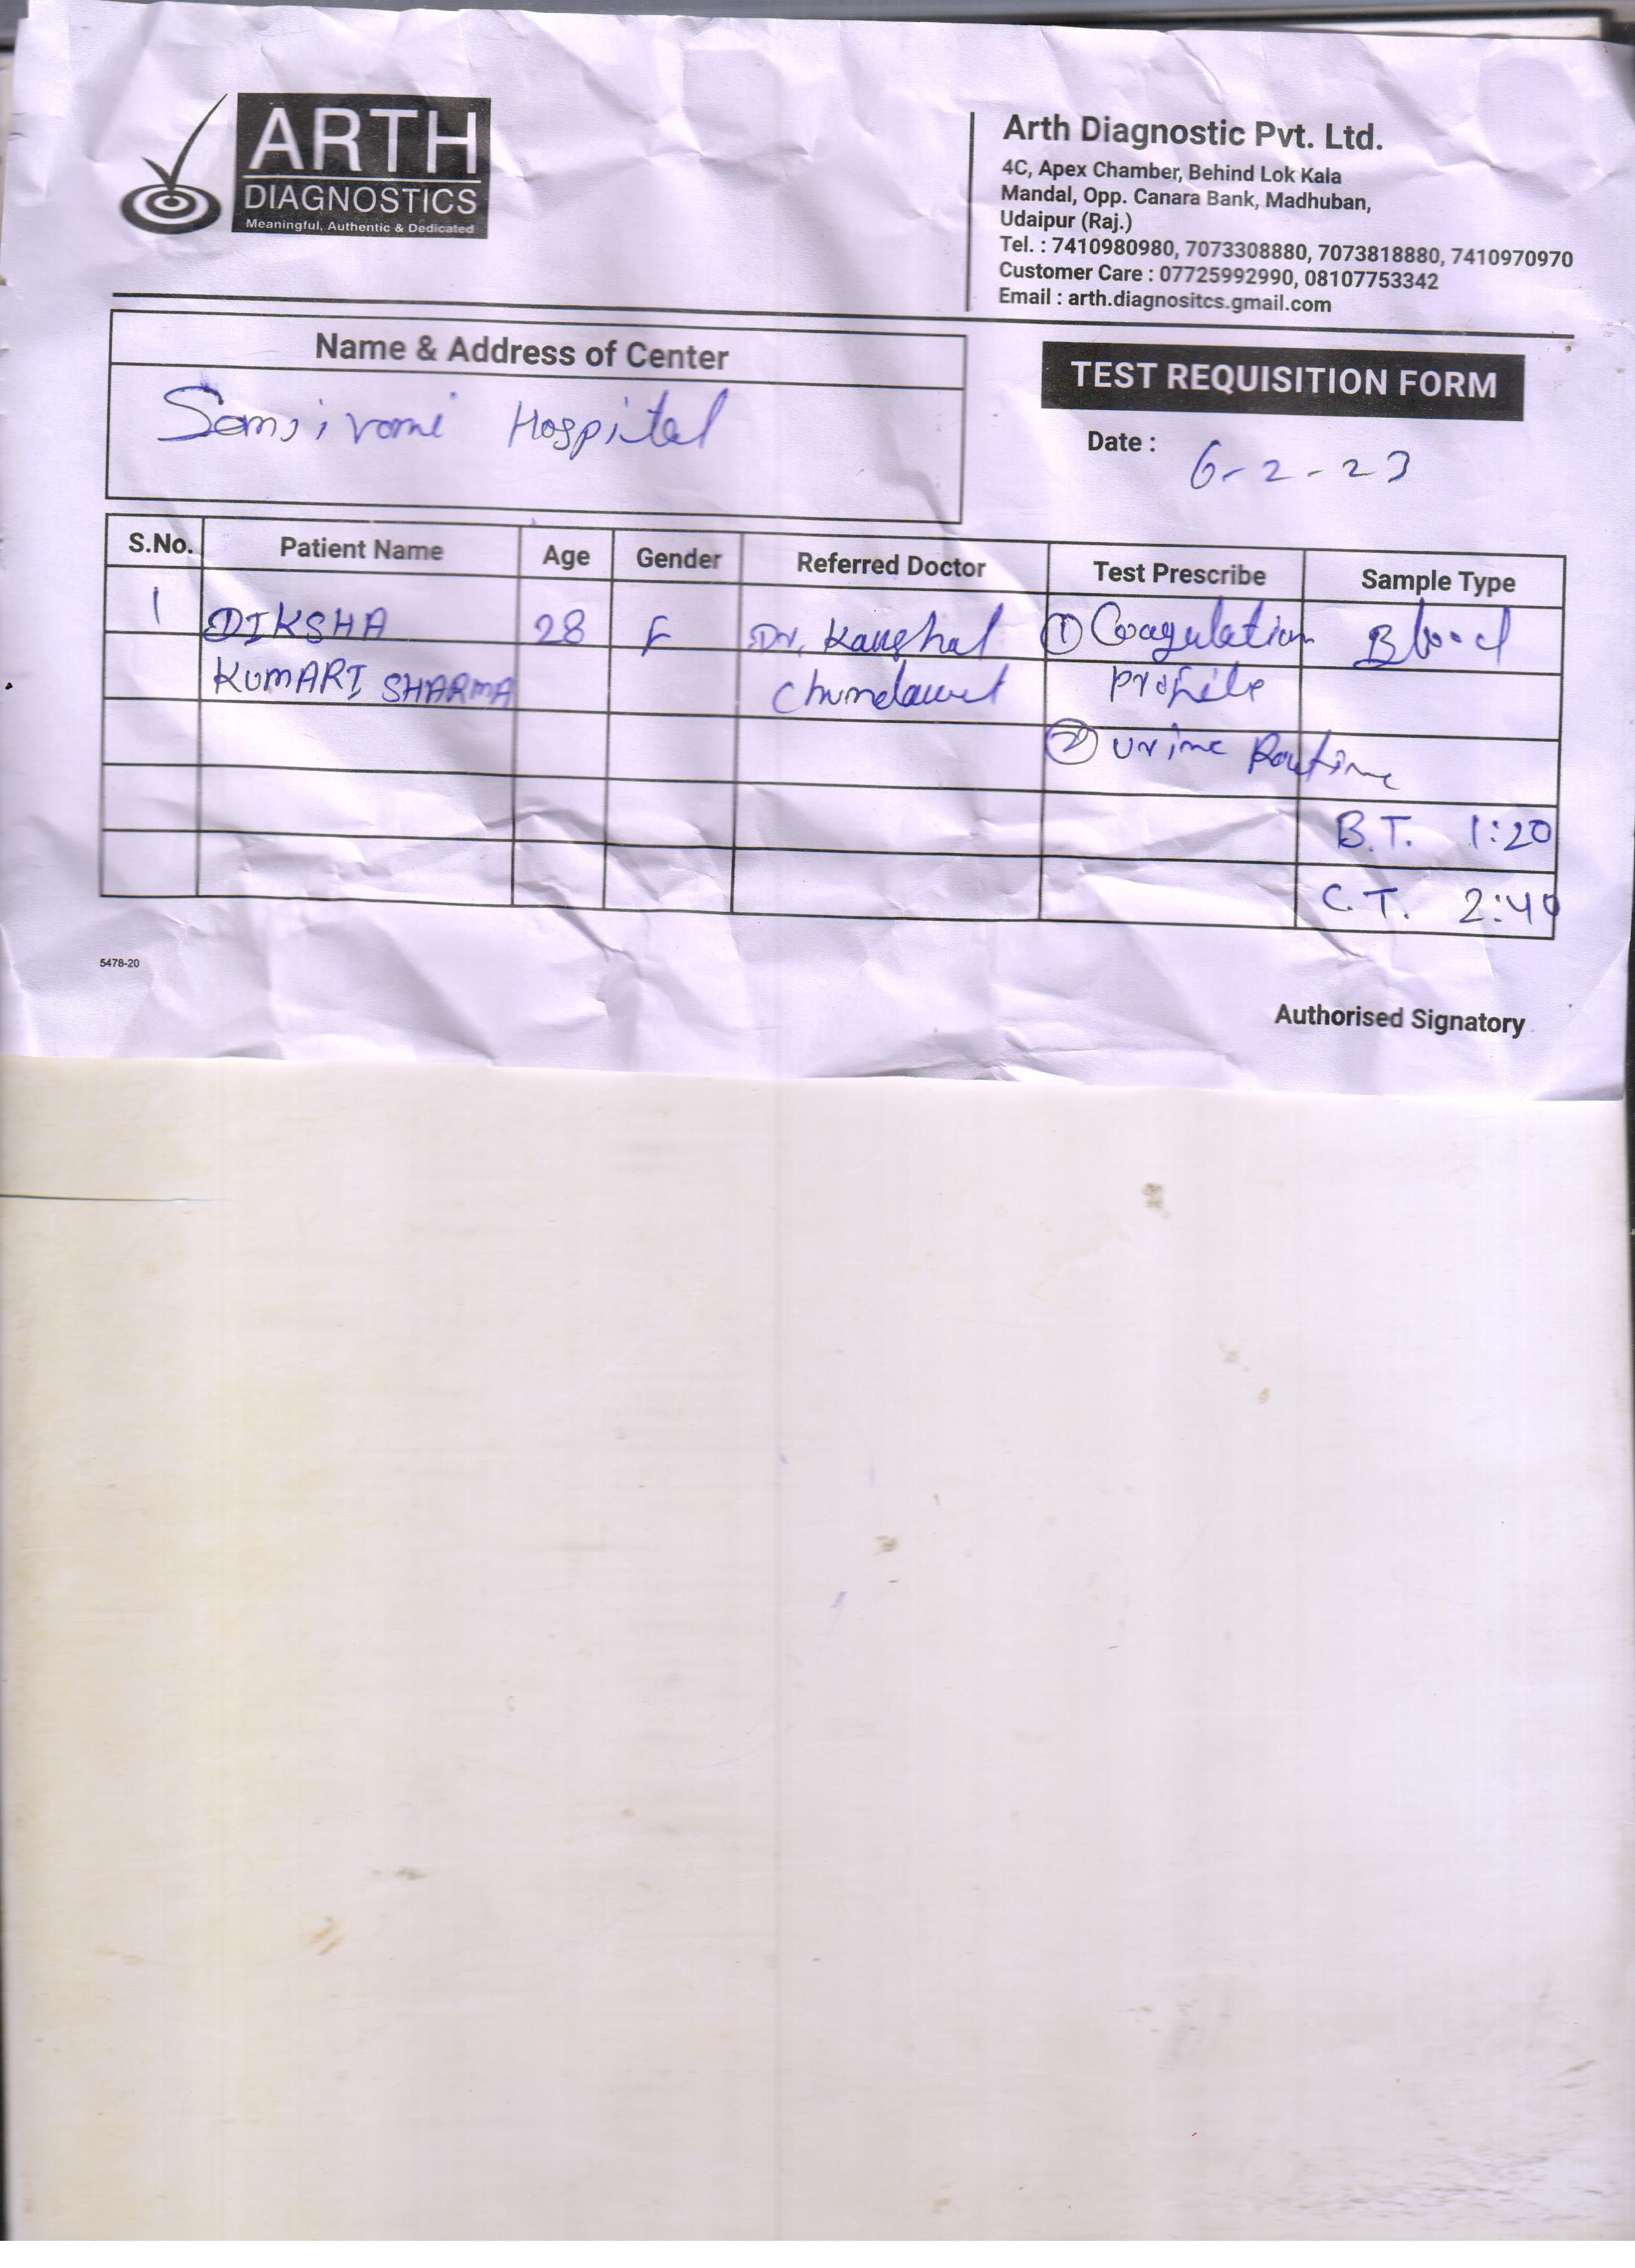 ARTH
DIAGNOSTICS
Meaningful, Authentic & Dedicated
Arth Diagnostic Pvt. Ltd.
4C, Apex Chamber, Behind Lok Kala
Mandal, Opp. Canara Bank, Madhuban,
Udaipur (Raj.)
Tel. : 7410980980, 7073308880, 7073818880, 7410970970
Customer Care : 07725992990, 08107753342
Email : arth.diagnositcs.gmail.com
Name & Address of Center
Hospital
TEST REQUISITION FORM
Date : 6-2-23
S.No. Patient Name Age Gender Referred Doctor Test Prescribe Sample Type
1 DIKSHA 28 F Dr. Kaushal ① Coagulation Blood
KUMARI SHARMA profile
② urine Routine
B.T. 1:20
C.T. 2:40
5478-20
Authorised Signatory